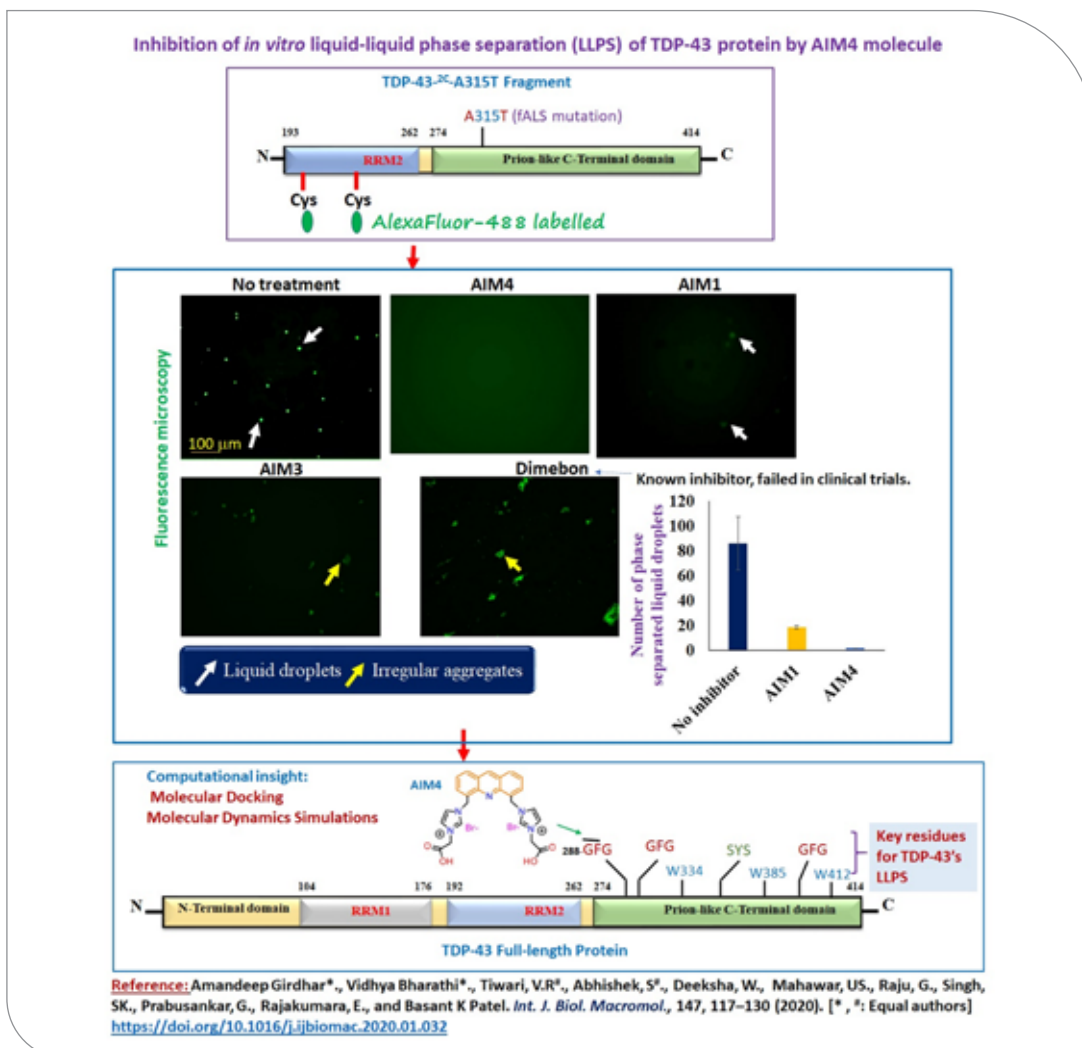 Inhibition of in vitro liquid-liquid phase separation (LLPS) of TDP-43 protein by AIM4 molecule
TDP-43-2C-A315T Fragment
A315T (fALS mutation)
193 262 274 414
N RRM2 Prion-like C-Terminal domain C
Cys Cys
AlexaFluor-488 labelled
No treatment AIM4 AIM1
Fluorescence microscopy
100 μm
AIM3 Dimebon
Known inhibitor, failed in clinical trials.
Number of phase
separated liquid droplets
120
100
80
60
40
20
0
No inhibitor AIM1 AIM4
Liquid droplets Irregular aggregates
Computational insight:
Molecular Docking
Molecular Dynamics Simulations
AIM4
N
N N
N N
Br- Br-
O OH HO O
288-GFG GFG SYS GFG
W334 W385 W412
Key residues
for TDP-43's
LLPS
104 176 192 262 274 414
N N-Terminal domain RRM1 RRM2 Prion-like C-Terminal domain C
TDP-43 Full-length Protein
Reference: Amandeep Girdhar*., Vidhya Bharathi*., Tiwari, V.R#., Abhishek, S#., Deeksha, W., Mahawar, US., Raju, G., Singh,
SK., Prabusankar, G., Rajakumara, E., and Basant K Patel. Int. J. Biol. Macromol., 147, 117–130 (2020). [* , #: Equal authors]
https://doi.org/10.1016/j.ijbiomac.2020.01.032